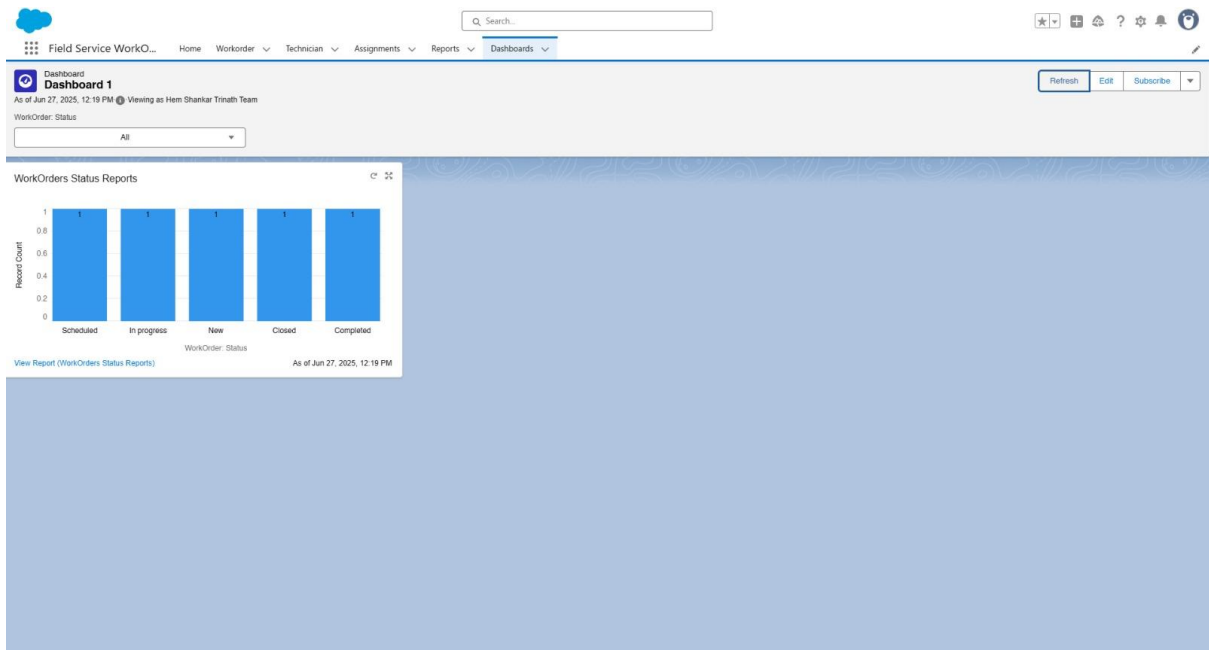 Search...
Field Service WorkO...
Home
Workorder
Technician
Assignments
Reports
Dashboards
Dashboard
Dashboard 1
As of Jun 27, 2025, 12:19 PM Viewing as Hem Shankar Trinath Team
Refresh
Edit
Subscribe
WorkOrder: Status
All
WorkOrders Status Reports
Record Count
1
0.8
0.6
0.4
0.2
0
1 1 1 1 1
Scheduled In progress New Closed Completed
WorkOrder: Status
View Report (WorkOrders Status Reports)
As of Jun 27, 2025, 12:19 PM